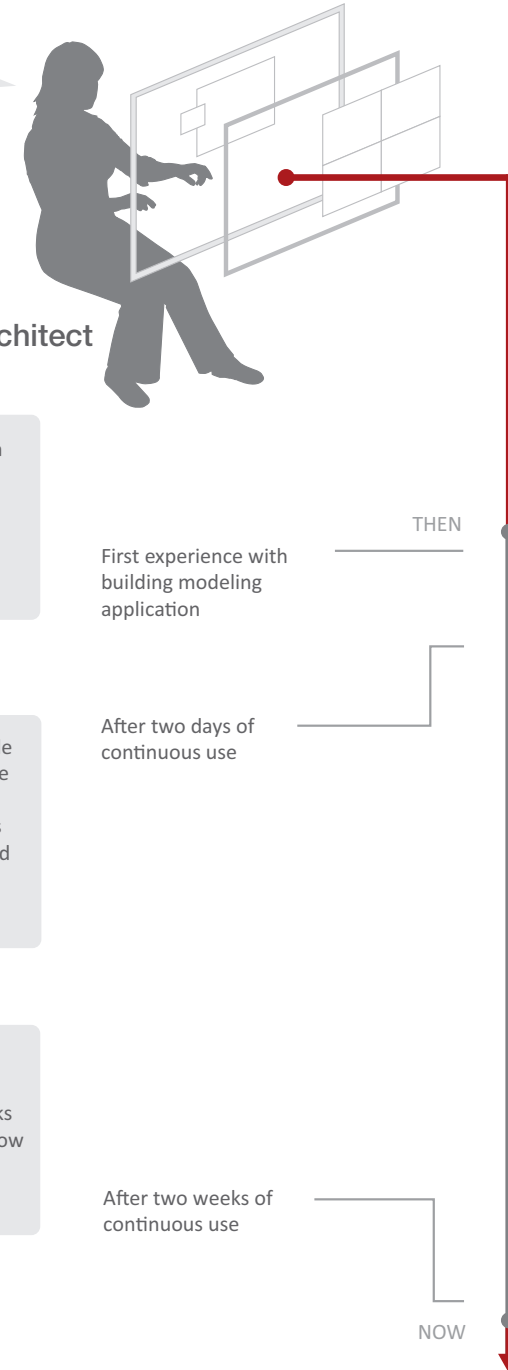 chitect
THEN
First experience with
building modeling
application
After two days of
continuous use
After two weeks of
continuous use
NOW